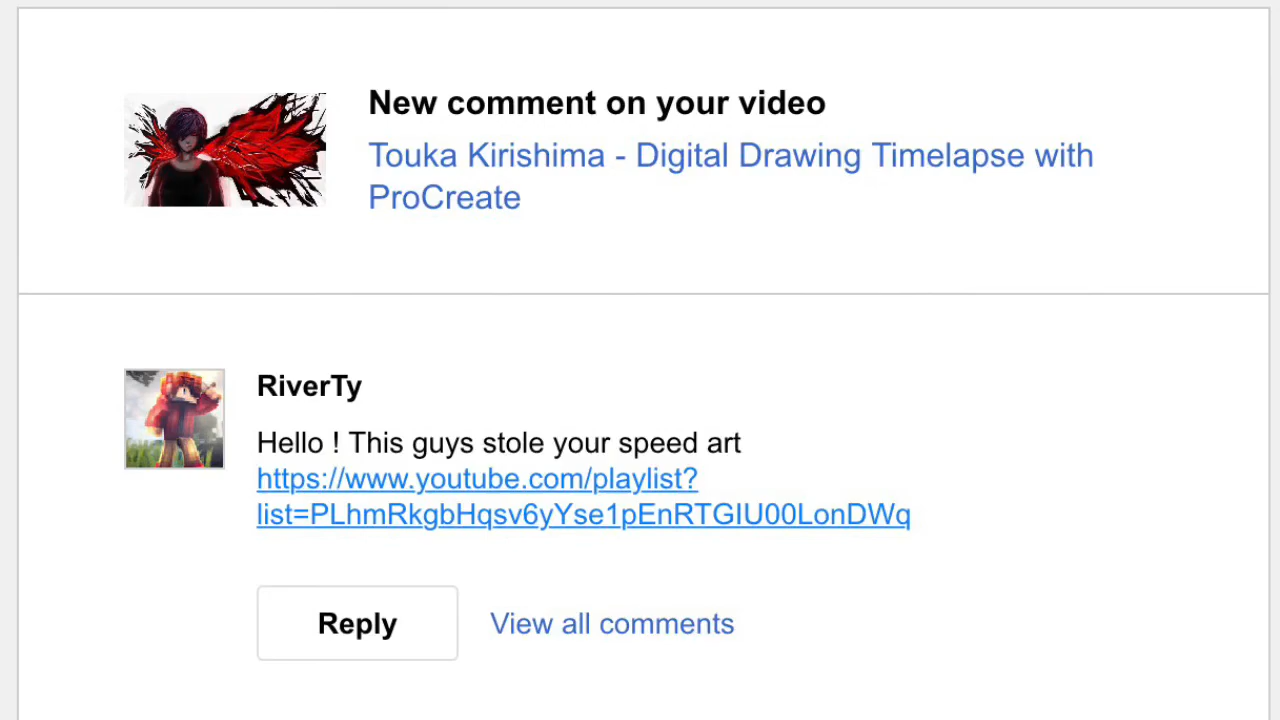 New comment on your video
Touka Kirishima - Digital Drawing Timelapse with
ProCreate
RiverTy
Hello ! This guys stole your speed art
https://www.youtube.com/playlist?
list=PLhmRkgbHqsv6yYse1pEnRTGIU00LonDWq
Reply
View all comments